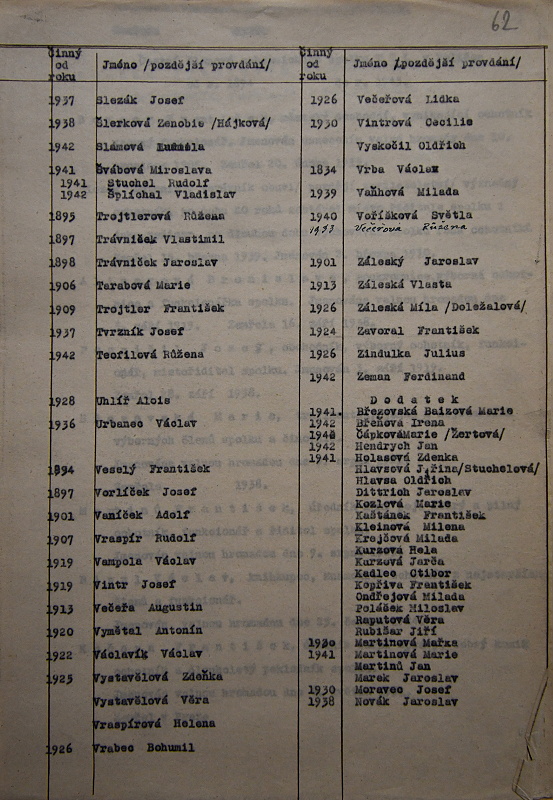 62
činný od roku
Jméno /pozdější provdání/
1937 Slezák Josef
1938 Šlerková Zenobie /Hájková/
1942 Slámová Ludmila
1941 Švábová Miroslava
1941 Stuchel Rudolf
1942 Šplíchal Vladislav
1895 Trojtlerová Růžena
1897 Trávníček Vlastimil
1898 Trávníček Jaroslav
1906 Tarabová Marie
1909 Trojtler František
1937 Tvrzník Josef
1942 Teofilová Růžena
1928 Uhlíř Alois
1936 Urbanec Václav
1894 Veselý František
1897 Vorlíček Josef
1901 Vaníček Adolf
1907 Vraspír Rudolf
1919 Vampola Václav
1919 Vintr Josef
1913 Večeřa Augustin
1920 Vymětal Antonín
1922 Václavík Václav
1925 Vystavělová Zdeňka
Vystavělová Věra
Vraspírová Helena
1926 Vrabec Bohumil
činný od roku
Jméno /pozdější provdání/
1926 Večeřová Lidka
1930 Vintrová Cecilie
Vyskočil Oldřich
1834 Vrba Václav
1939 Vaňhová Milada
1940 Voříšková Světla
1953 Večeřova Růžena
1901 Záleský Jaroslav
1913 Záleská Vlasta
1926 Záleská Míla /Doležalová/
1924 Zavoral František
1926 Zindulka Julius
1942 Zeman Ferdinand
Dodatek
1941. Březovská Baizová Marie
1942 Břeňová Irena
1942 ČápkováMarie /Žertová/
1942 Hendrych Jan
1941 Holasová Zdenka
Hlavsová Jiřina/Stuchelová/
Hlavsa Oldřich
Dittrich Jaroslav
Kozlová Marie
Kaštánek František
Kleinová Milena
Krejčová Milada
Kurzová Hela
Kurzová Jarča
Kadlec Otibor
Kopřiva František
Ondřejová Milada
Poláček Miloslav
Raputová Věra
Rubišar Jiří
1930 Martinová Mařka
1941 Martinová Marie
Martinů Jan
Marek Jaroslav
1930 Moravec Josef
1938 Novák Jaroslav